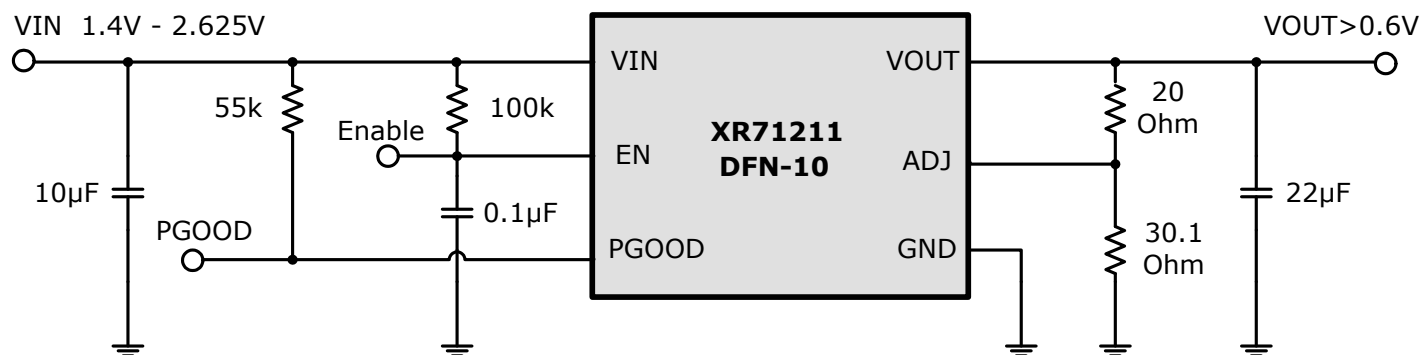 VIN 1.4V - 2.625V
VOUT>0.6V
VIN
VOUT
55k
100k
20
Ohm
Enable
XR71211
DFN-10
EN
ADJ
10µF
0.1µF
22µF
PGOOD
PGOOD
GND
30.1
Ohm